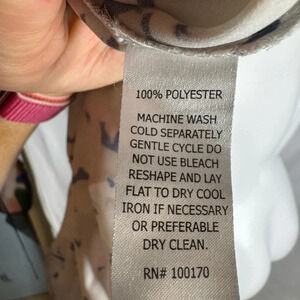 100% POLYESTER
MACHINE WASH
COLD SEPARATELY
GENTLE CYCLE DO
NOT USE BLEACH
RESHAPE AND LAY
FLAT TO DRY COOL
IRON IF NECESSARY
OR PREFERABLE
DRY CLEAN.
RN# 100170